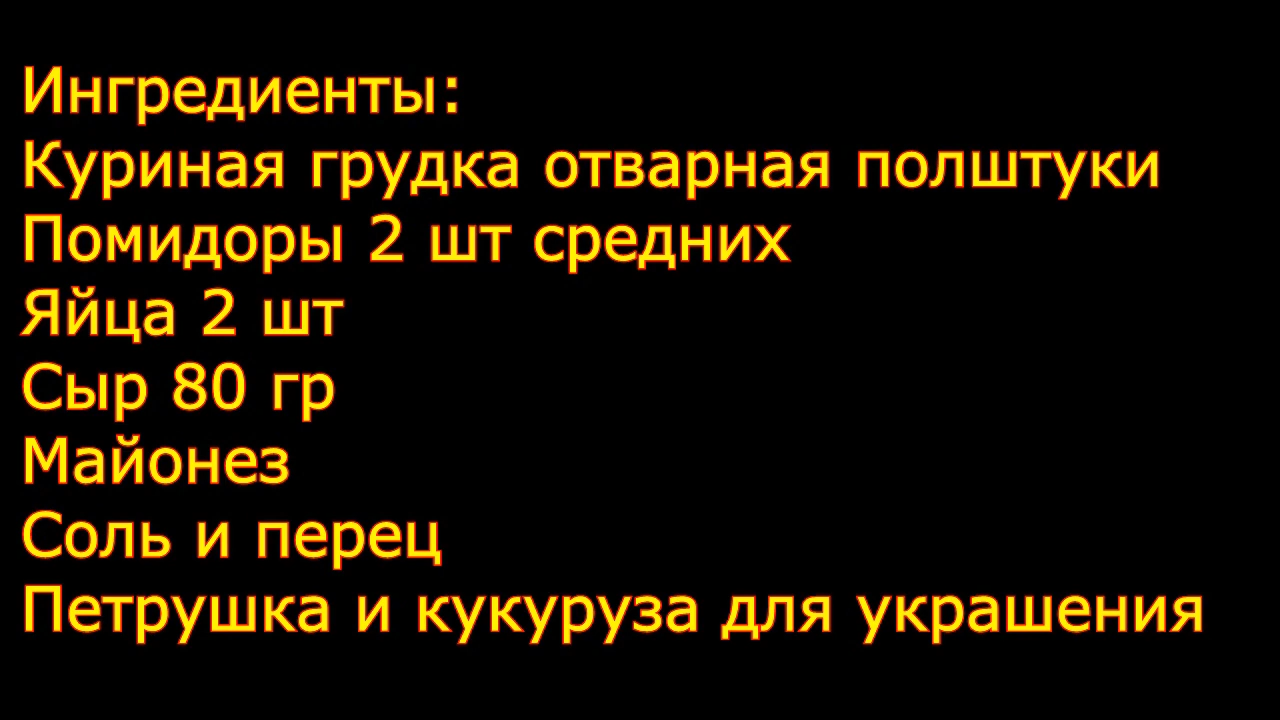 Ингредиенты:
Куриная грудка отварная полштуки
Помидоры 2 шт средних
Яйца 2 шт
Сыр 80 гр
Майонез
Соль и перец
Петрушка и кукуруза для украшения